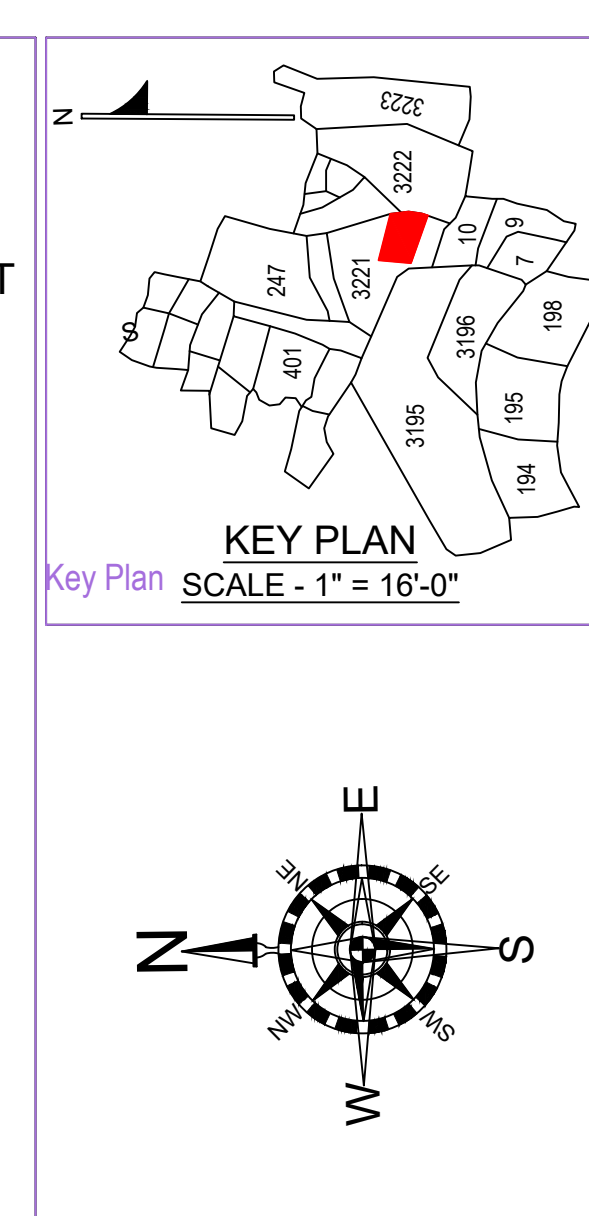 T
N
3223
3222
10
9
7
247
3221
198
S
3196
401
195
3195
194
KEY PLAN
Key Plan
SCALE - 1" = 16'-0"
E
NE
SE
N
S
NW
SW
W